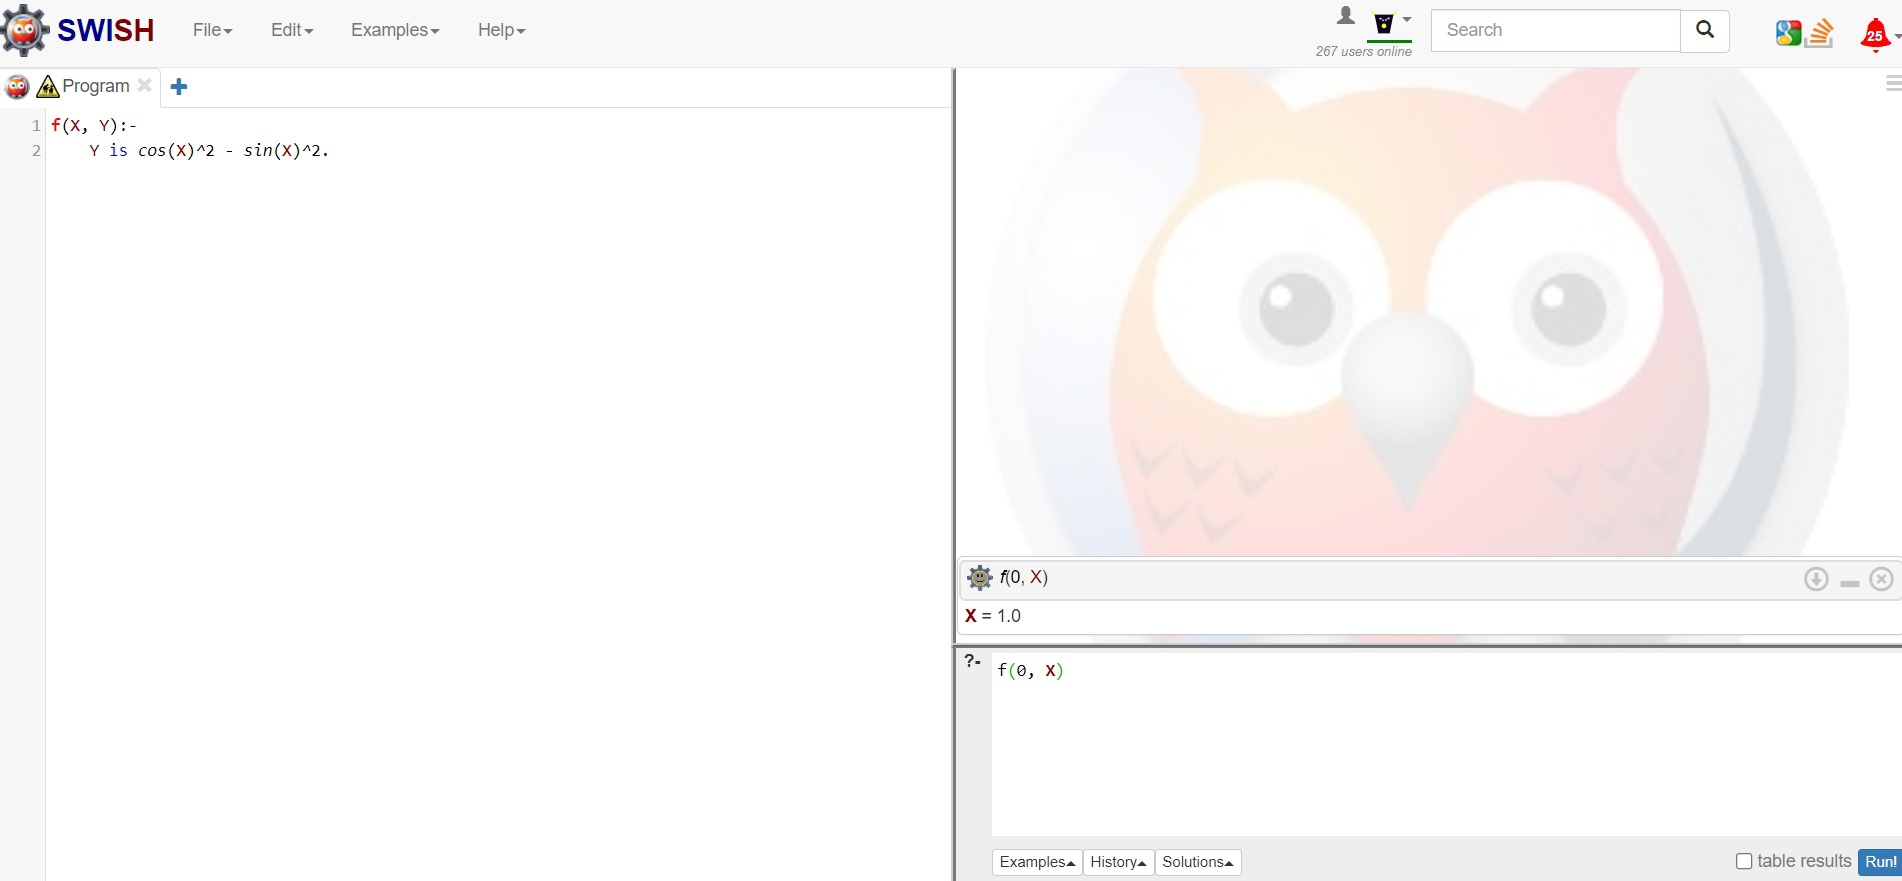 SWISH File Edit Examples Help
267 users online
Search
25
Program
1 f(X, Y):-
2 Y is cos(X)^2 - sin(X)^2.
f(0, X)
X = 1.0
?- f(0, X)
Examples History Solutions table results Run!